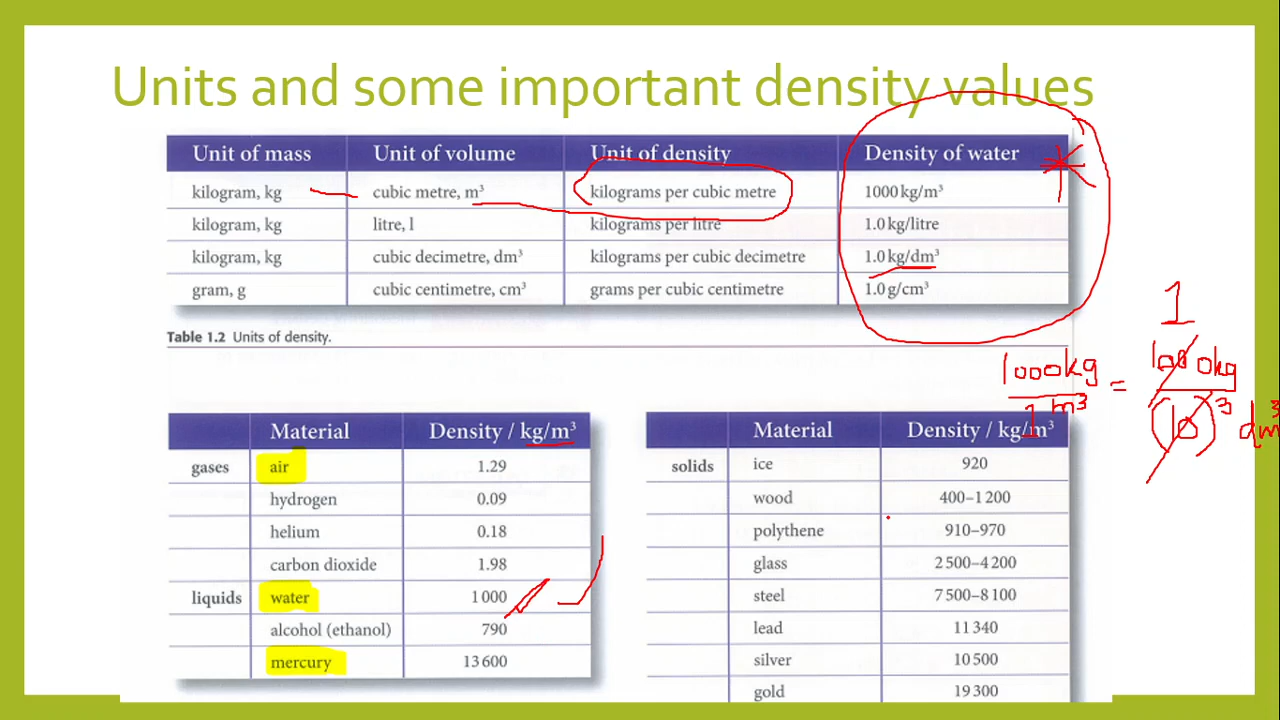 Units and some important density values
Unit of mass Unit of volume Unit of density Density of water
kilogram, kg cubic metre, m³ kilograms per cubic metre 1000 kg/m³
kilogram, kg litre, l kilograms per litre 1.0 kg/litre
kilogram, kg cubic decimetre, dm³ kilograms per cubic decimetre 1.0 kg/dm³
gram, g cubic centimetre, cm³ grams per cubic centimetre 1.0 g/cm³
Table 1.2 Units of density.
1
1000kg = 1000kg
1 m³ (10)³ dm³
Material Density / kg/m³
gases air 1.29
hydrogen 0.09
helium 0.18
carbon dioxide 1.98
liquids water 1 000
alcohol (ethanol) 790
mercury 13 600
Material Density / kg/m³
solids ice 920
wood 400–1 200
polythene 910–970
glass 2 500–4 200
steel 7 500–8 100
lead 11 340
silver 10 500
gold 19 300